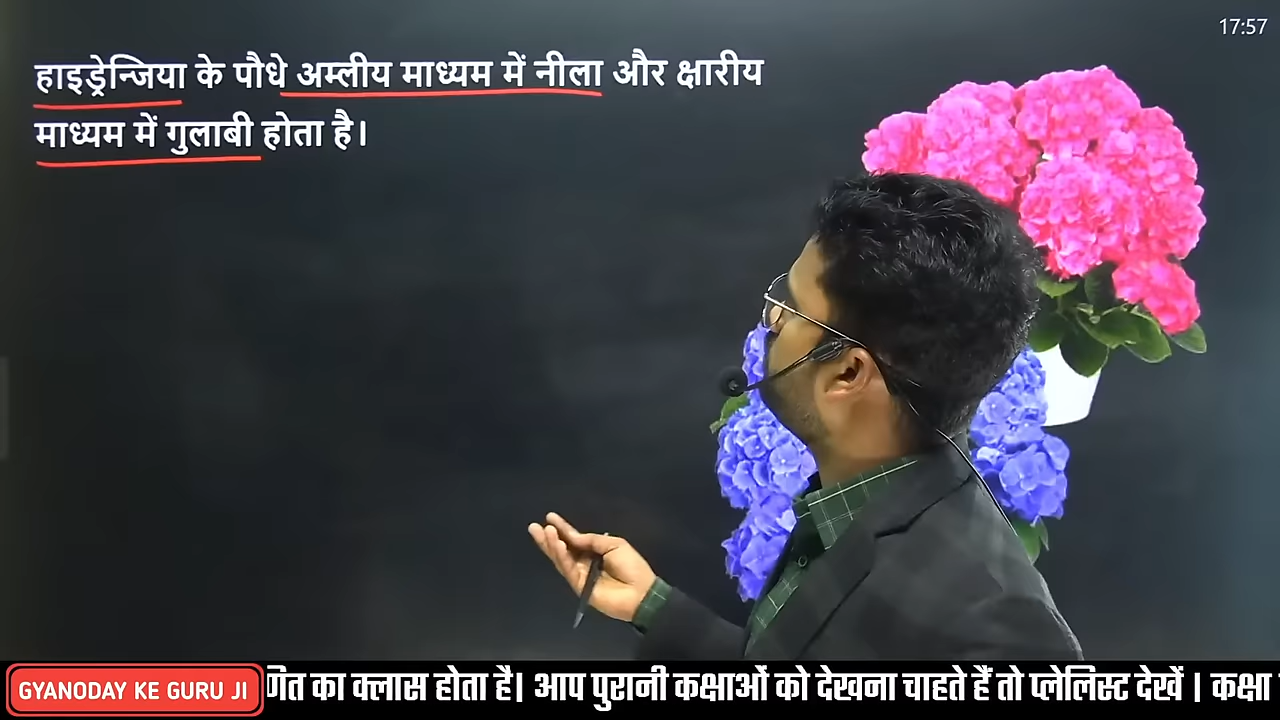 17:57
हाइड्रेन्जिया के पौधे अम्लीय माध्यम में नीला और क्षारीय
माध्यम में गुलाबी होता है।
GYANODAY KE GURU JI
का क्लास होता है| आप पुरानी कक्षाओं को देखना चाहते हैं तो प्लेलिस्ट देखें | कक्षा